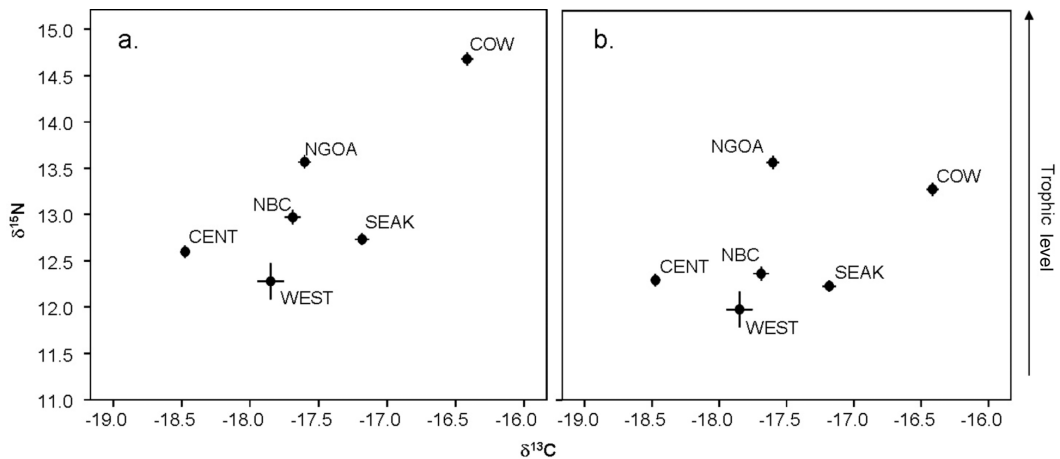 15.0
14.5
14.0
13.5
13.0
12.5
12.0
11.5
11.0
δ¹⁵N
a.
COW
NGOA
NBC
SEAK
CENT
WEST
-19.0 -18.5 -18.0 -17.5 -17.0 -16.5 -16.0
b.
NGOA
COW
NBC
CENT
SEAK
WEST
-19.0 -18.5 -18.0 -17.5 -17.0 -16.5 -16.0
δ¹³C
Trophic level